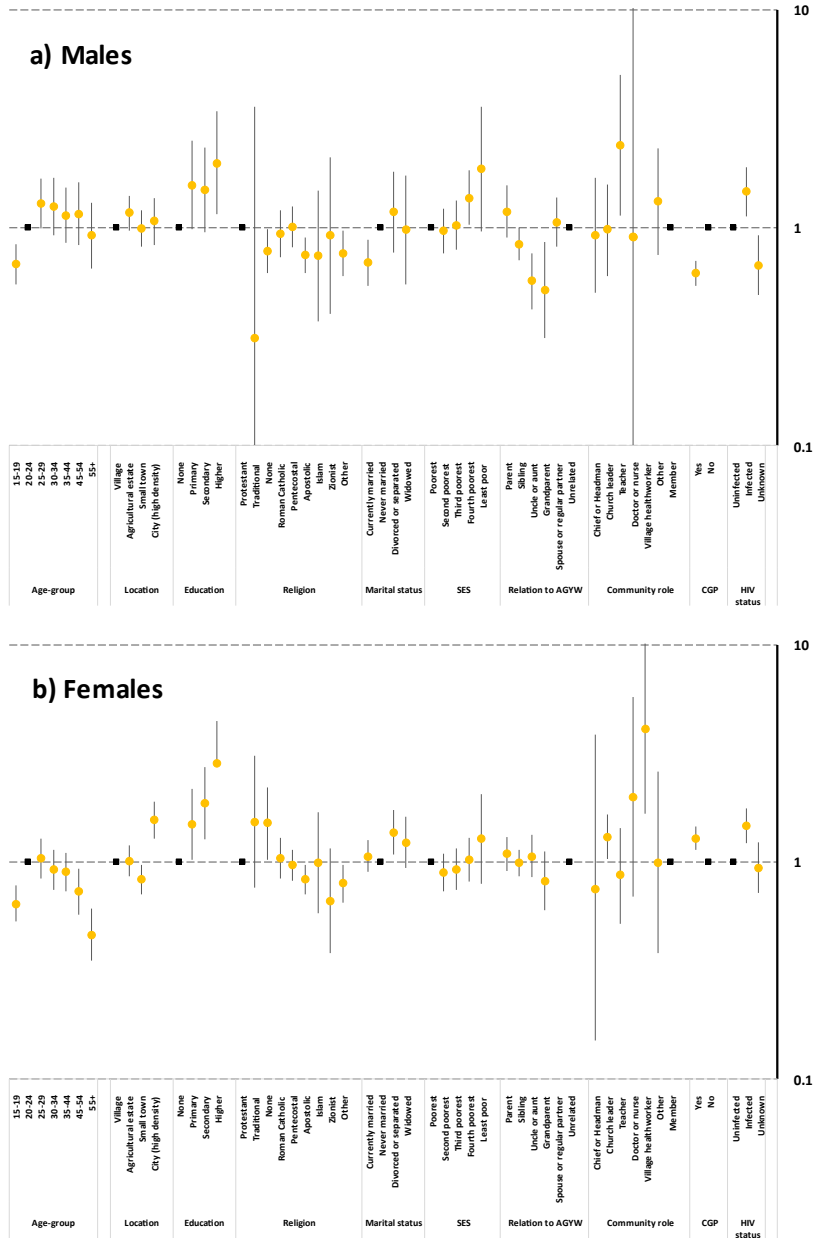 a) Males
10
1
0.1
15-19
20-24
25-29
30-34
35-44
45-54
55+
Village
Agricultural estate
Small town
City (high density)
None
Primary
Secondary
Higher
Protestant
Traditional
None
Roman Catholic
Pentecostal
Apostolic
Islam
Zionist
Other
Currently married
Never married
Divorced or separated
Widowed
Poorest
Second poorest
Third poorest
Fourth poorest
Least poor
Parent
Sibling
Uncle or aunt
Grandparent
Spouse or regular partner
Unrelated
Chief or Headman
Church leader
Teacher
Doctor or nurse
Village healthworker
Other
Member
Yes
No
Uninfected
Infected
Unknown
Age-group
Location
Education
Religion
Marital status
SES
Relation to AGYW
Community role
CGP
HIV
status
b) Females
10
1
0.1
15-19
20-24
25-29
30-34
35-44
45-54
55+
Village
Agricultural estate
Small town
City (high density)
None
Primary
Secondary
Higher
Protestant
Traditional
None
Roman Catholic
Pentecostal
Apostolic
Islam
Zionist
Other
Currently married
Never married
Divorced or separated
Widowed
Poorest
Second poorest
Third poorest
Fourth poorest
Least poor
Parent
Sibling
Uncle or aunt
Grandparent
Spouse or regular partner
Unrelated
Chief or Headman
Church leader
Teacher
Doctor or nurse
Village healthworker
Other
Member
Yes
No
Uninfected
Infected
Unknown
Age-group
Location
Education
Religion
Marital status
SES
Relation to AGYW
Community role
CGP
HIV
status